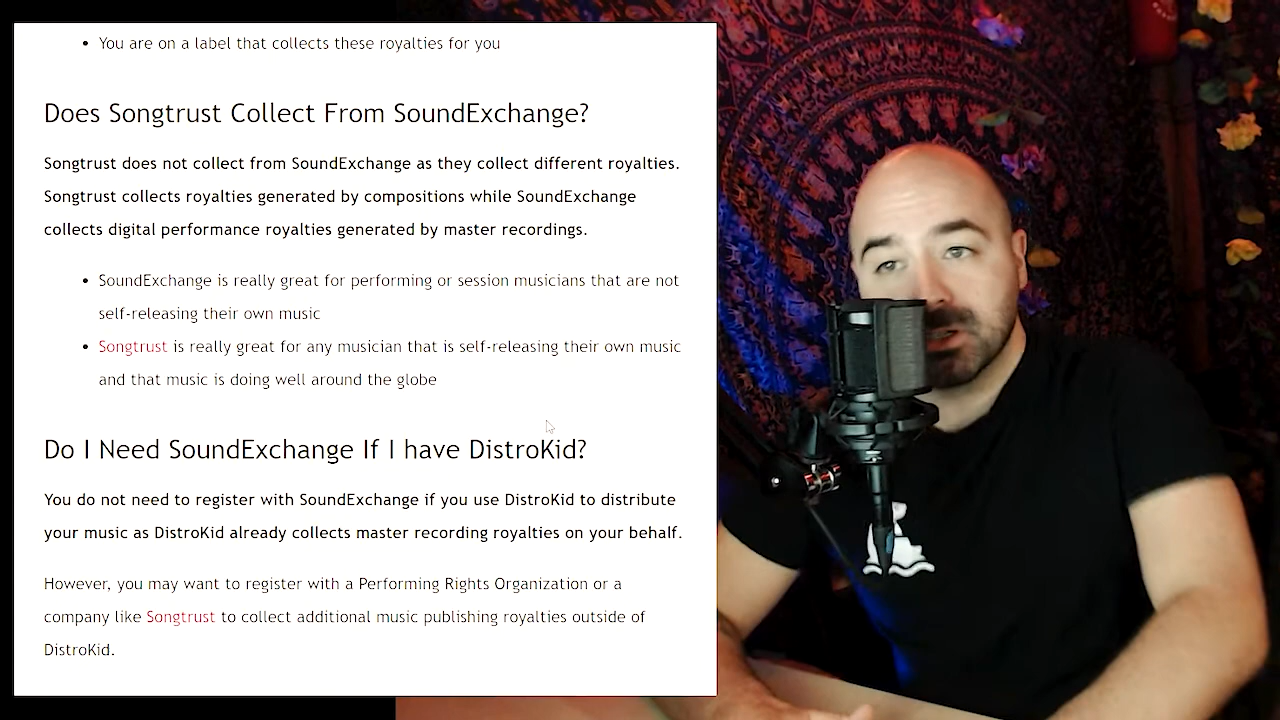 • You are on a label that collects these royalties for you
Does Songtrust Collect From SoundExchange?
Songtrust does not collect from SoundExchange as they collect different royalties.
Songtrust collects royalties generated by compositions while SoundExchange
collects digital performance royalties generated by master recordings.
• SoundExchange is really great for performing or session musicians that are not
self-releasing their own music
• Songtrust is really great for any musician that is self-releasing their own music
and that music is doing well around the globe
Do I Need SoundExchange If I have DistroKid?
You do not need to register with SoundExchange if you use DistroKid to distribute
your music as DistroKid already collects master recording royalties on your behalf.
However, you may want to register with a Performing Rights Organization or a
company like Songtrust to collect additional music publishing royalties outside of
DistroKid.